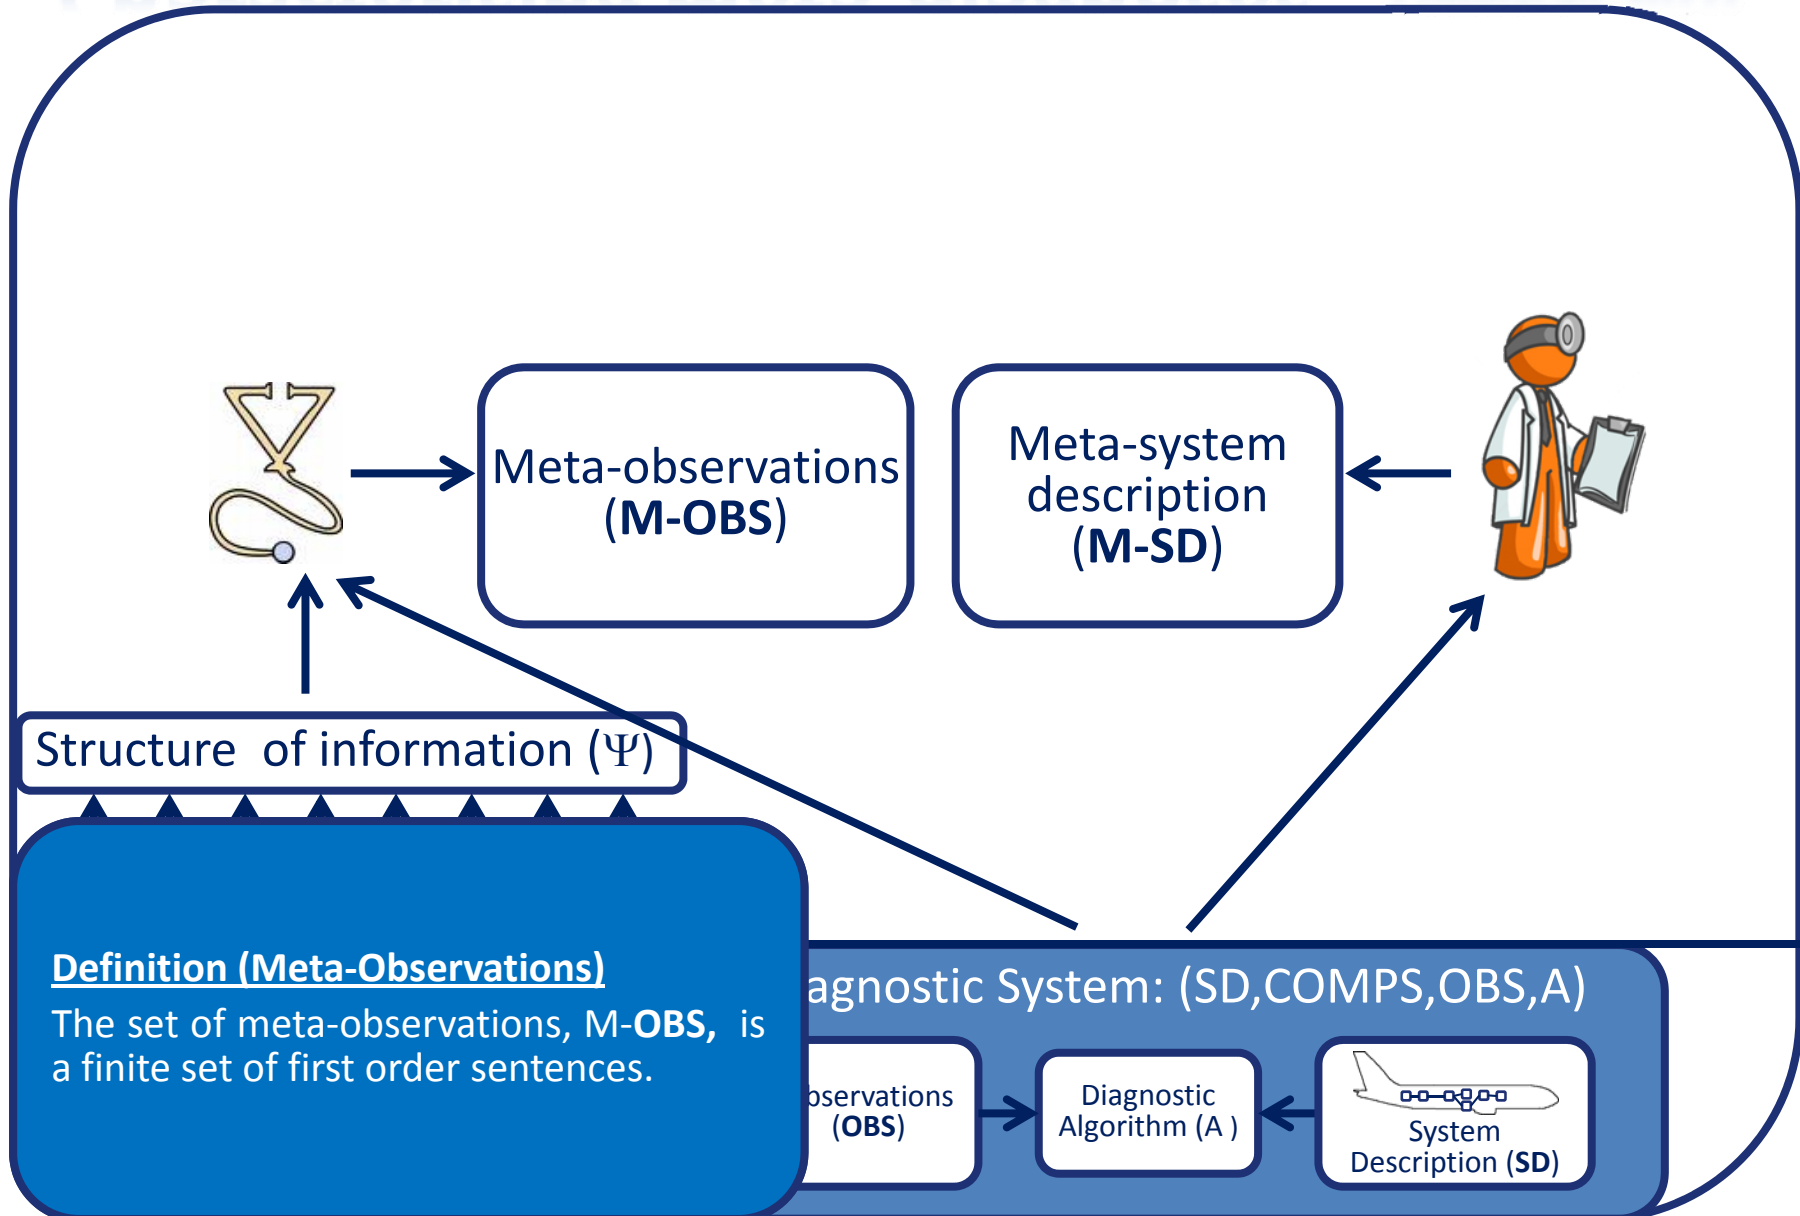 Meta-observations
(M-OBS)
Meta-system
description
(M-SD)
Structure of information (Ψ)
Definition (Meta-Observations)
The set of meta-observations, M-OBS, is
a finite set of first order sentences.
agnostic System: (SD,COMPS,OBS,A)
bservations
(OBS)
Diagnostic
Algorithm (A )
System
Description (SD)